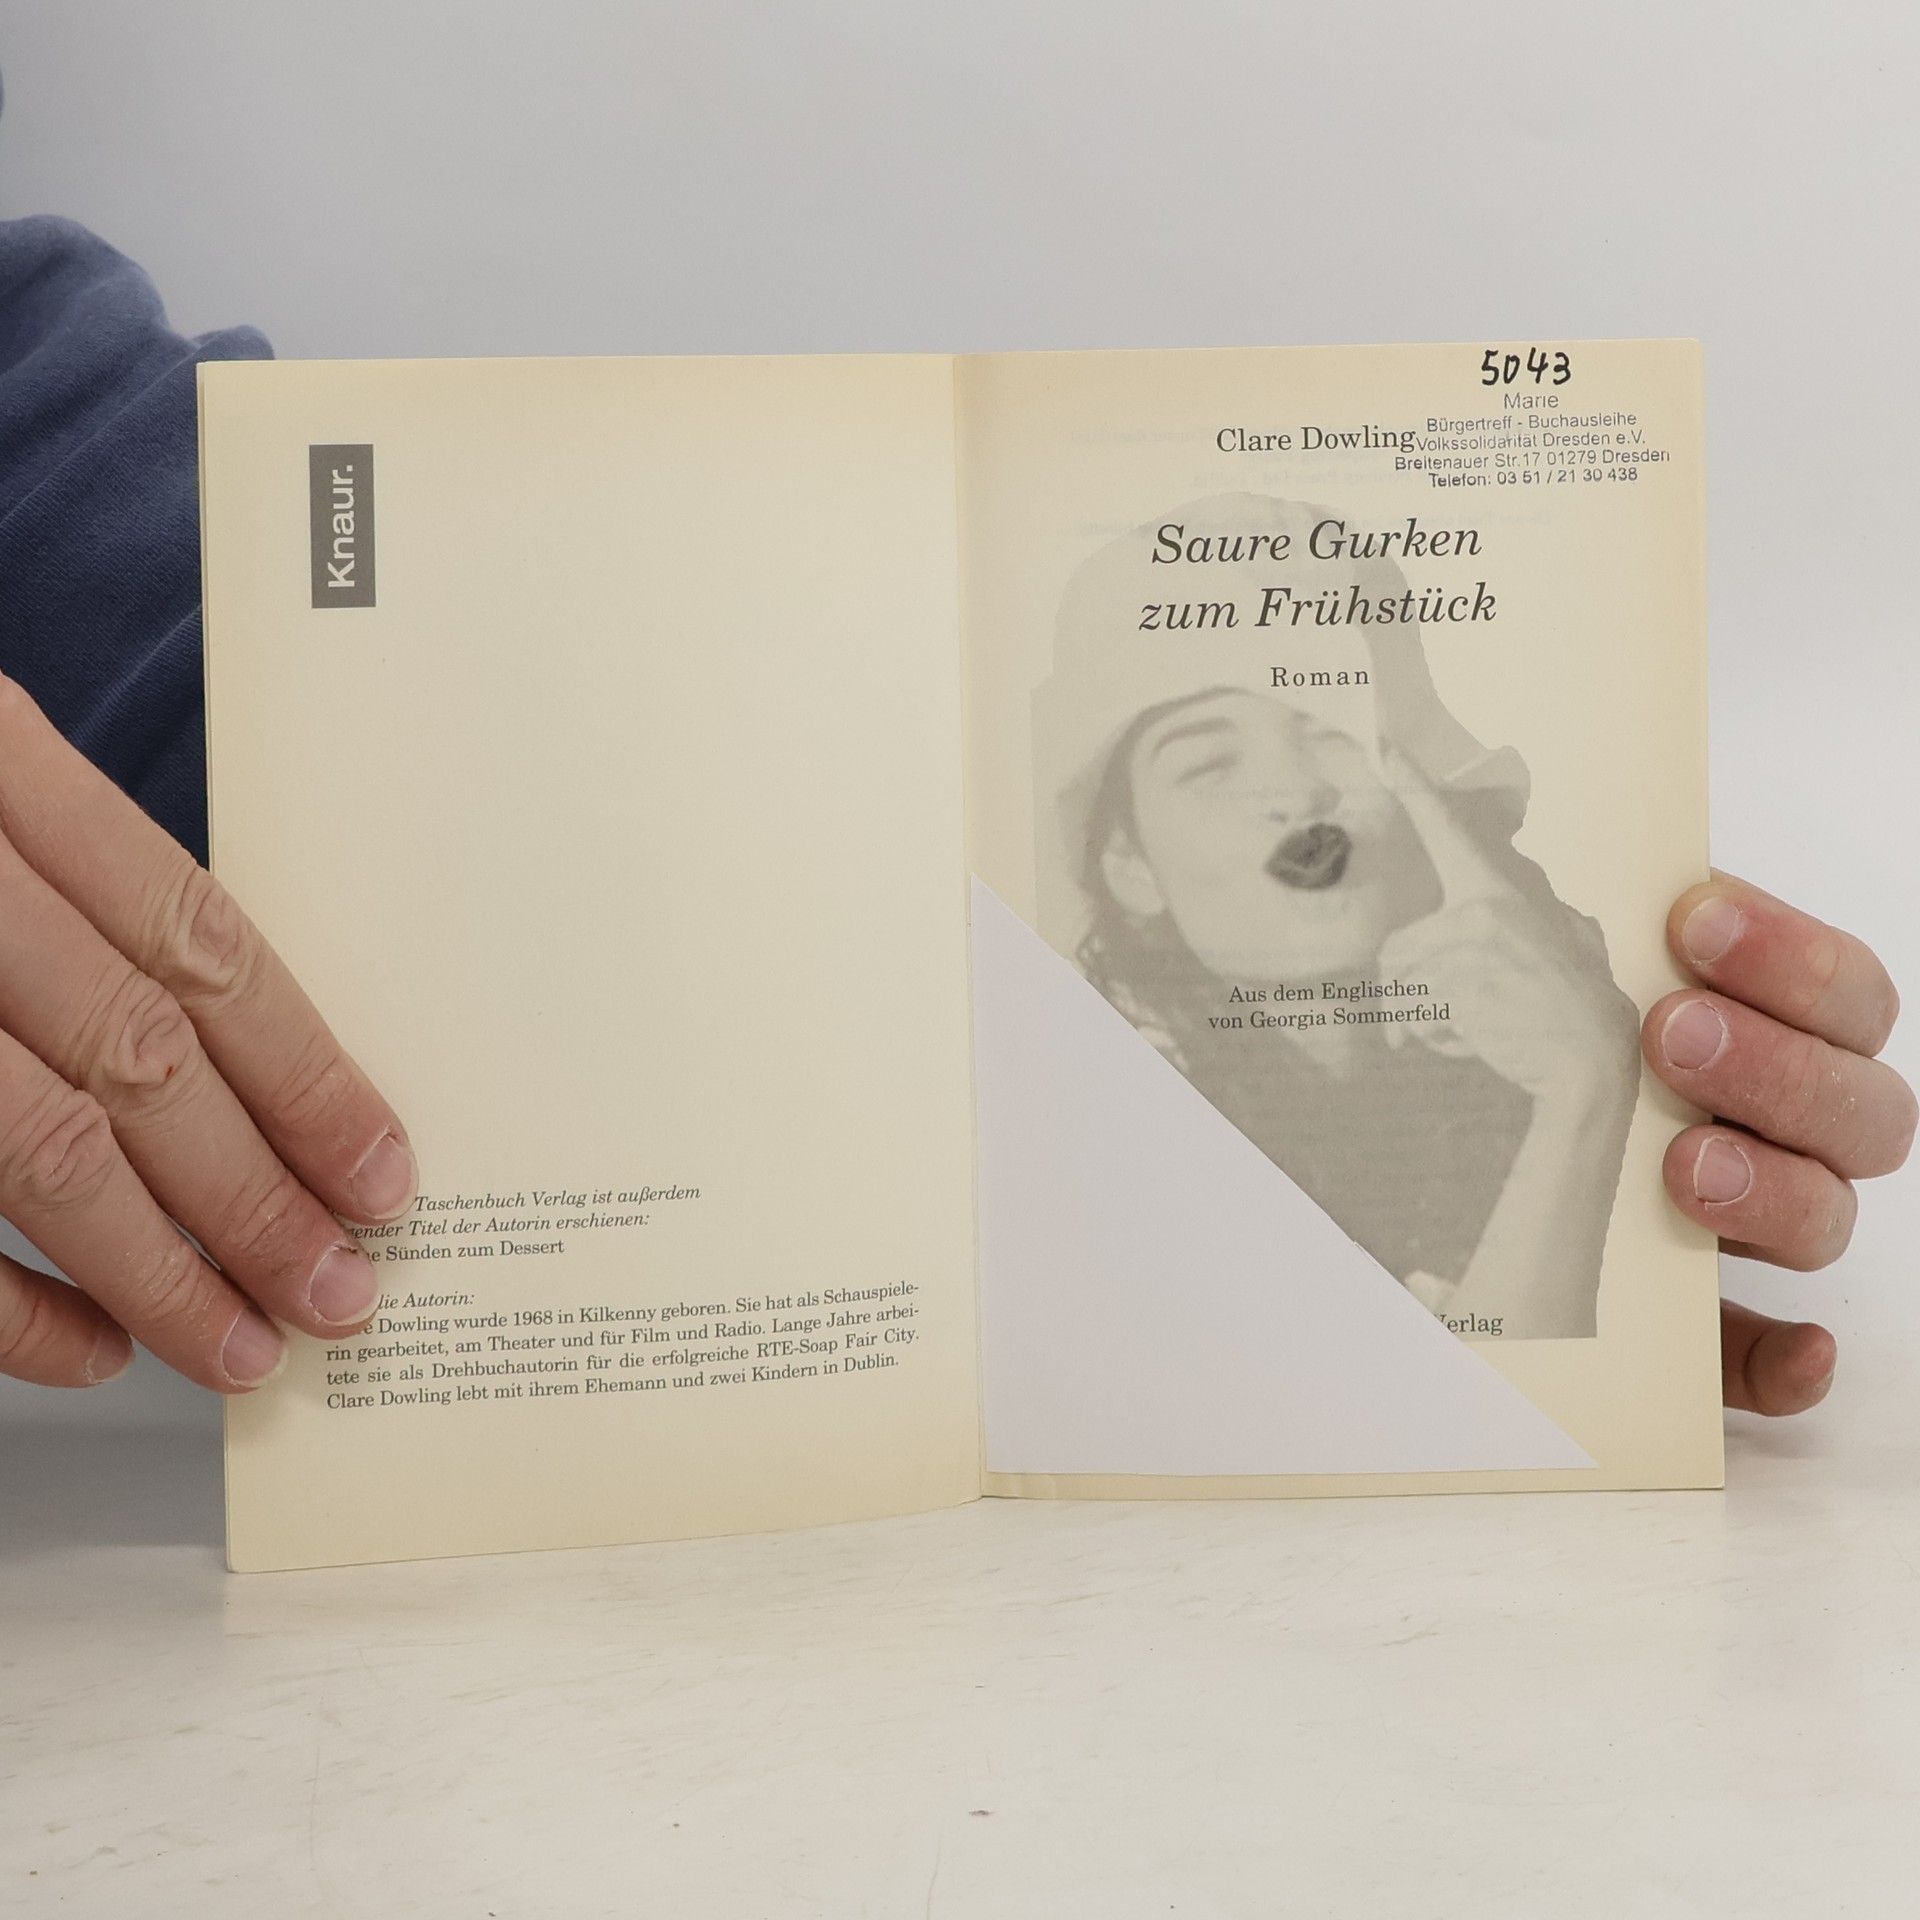 Knaur.
Taschenbuch Verlag ist außerdem
Titel der Autorin erschienen:
Sünden zum Dessert
Autorin:
Dowling wurde 1968 in Kilkenny geboren. Sie hat als Schauspiele-
rin gearbeitet, am Theater und für Film und Radio. Lange Jahre arbei-
tete sie als Drehbuchautorin für die erfolgreiche RTE-Soap Fair City.
Clare Dowling lebt mit ihrem Ehemann und zwei Kindern in Dublin.
5043
Marie
Bürgertreff - Buchausleihe
Volkssolidarität Dresden e.V.
Breitenauer Str.17 01279 Dresden
Telefon: 03 51 / 21 30 438
Clare Dowling
Saure Gurken
zum Frühstück
Roman
Aus dem Englischen
von Georgia Sommerfeld
Verlag